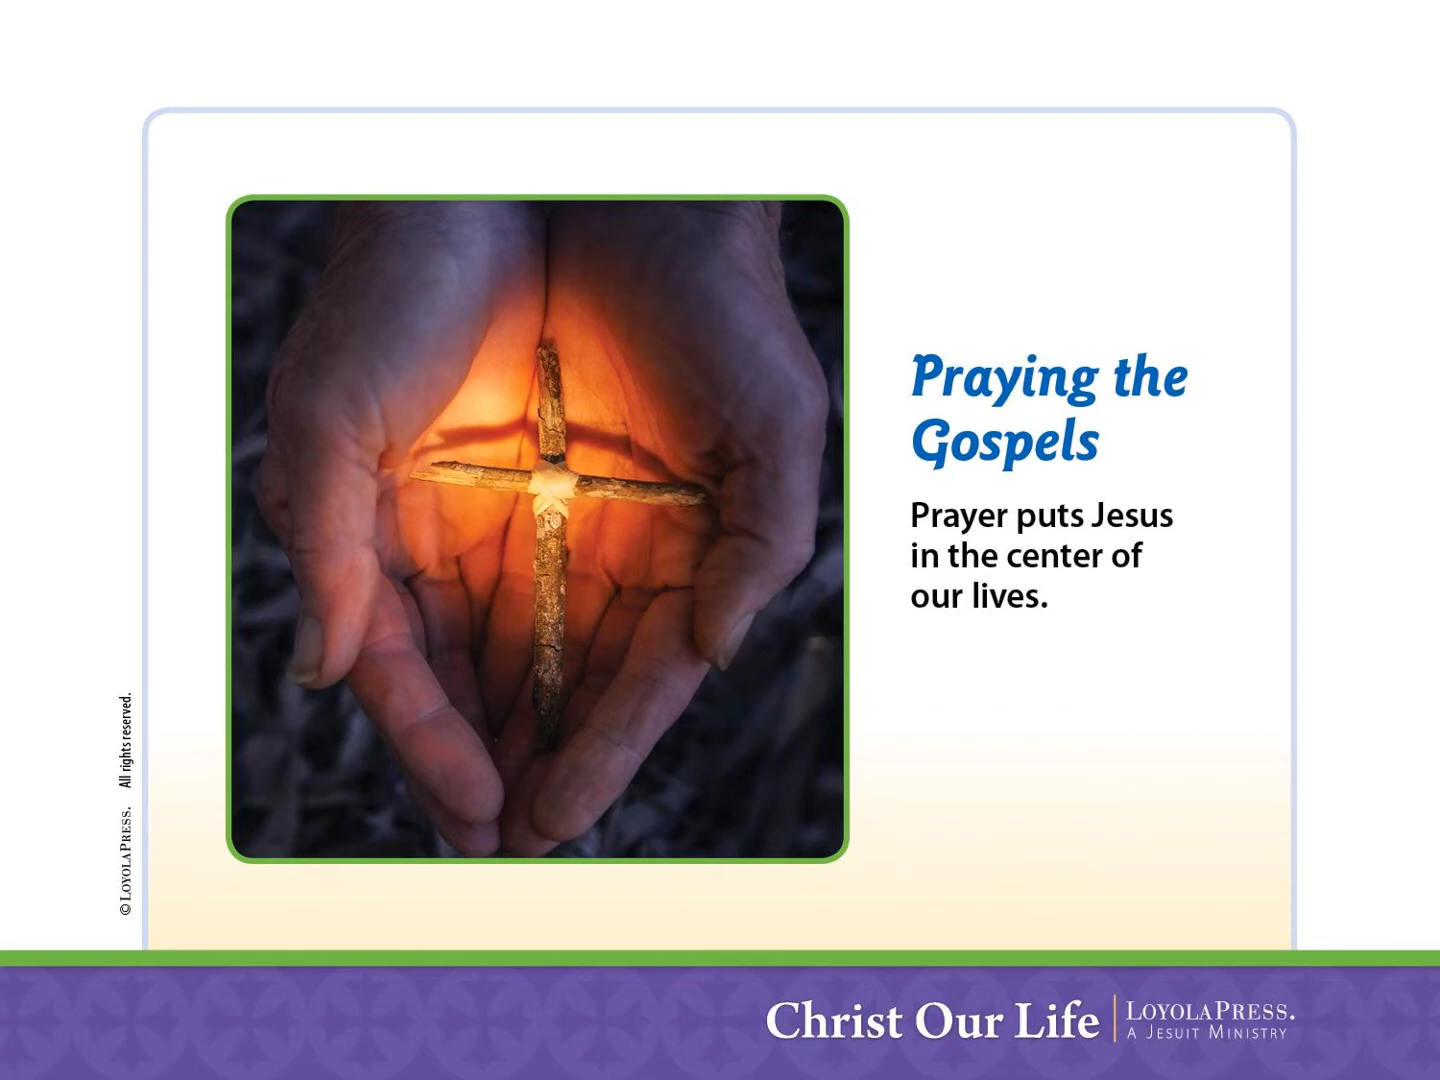 Praying the
Gospels
Prayer puts Jesus
in the center of
our lives.
© LOYOLAPRESS. All rights reserved.
Christ Our Life
LOYOLAPRESS.
A JESUIT MINISTRY